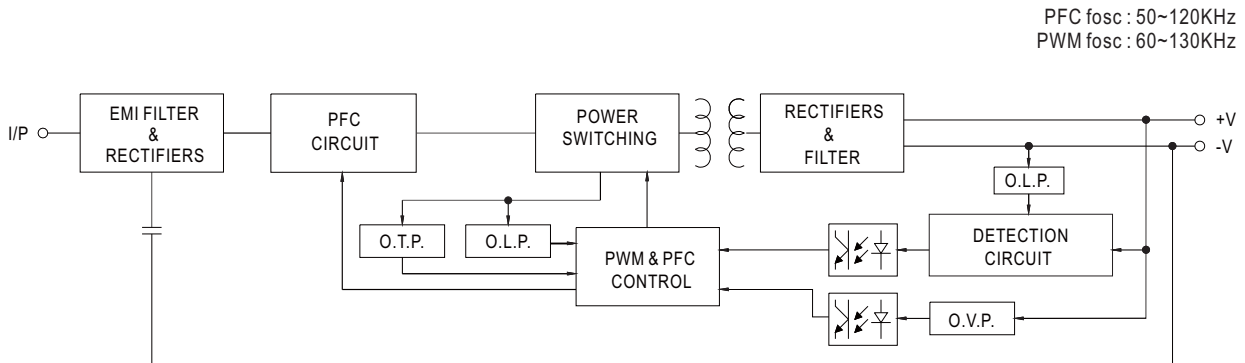 PFC fosc : 50~120KHz
PWM fosc : 60~130KHz
I/P
EMI FILTER
&
RECTIFIERS
PFC
CIRCUIT
POWER
SWITCHING
RECTIFIERS
&
FILTER
+V
-V
O.L.P.
O.T.P.
O.L.P.
PWM & PFC
CONTROL
DETECTION
CIRCUIT
O.V.P.